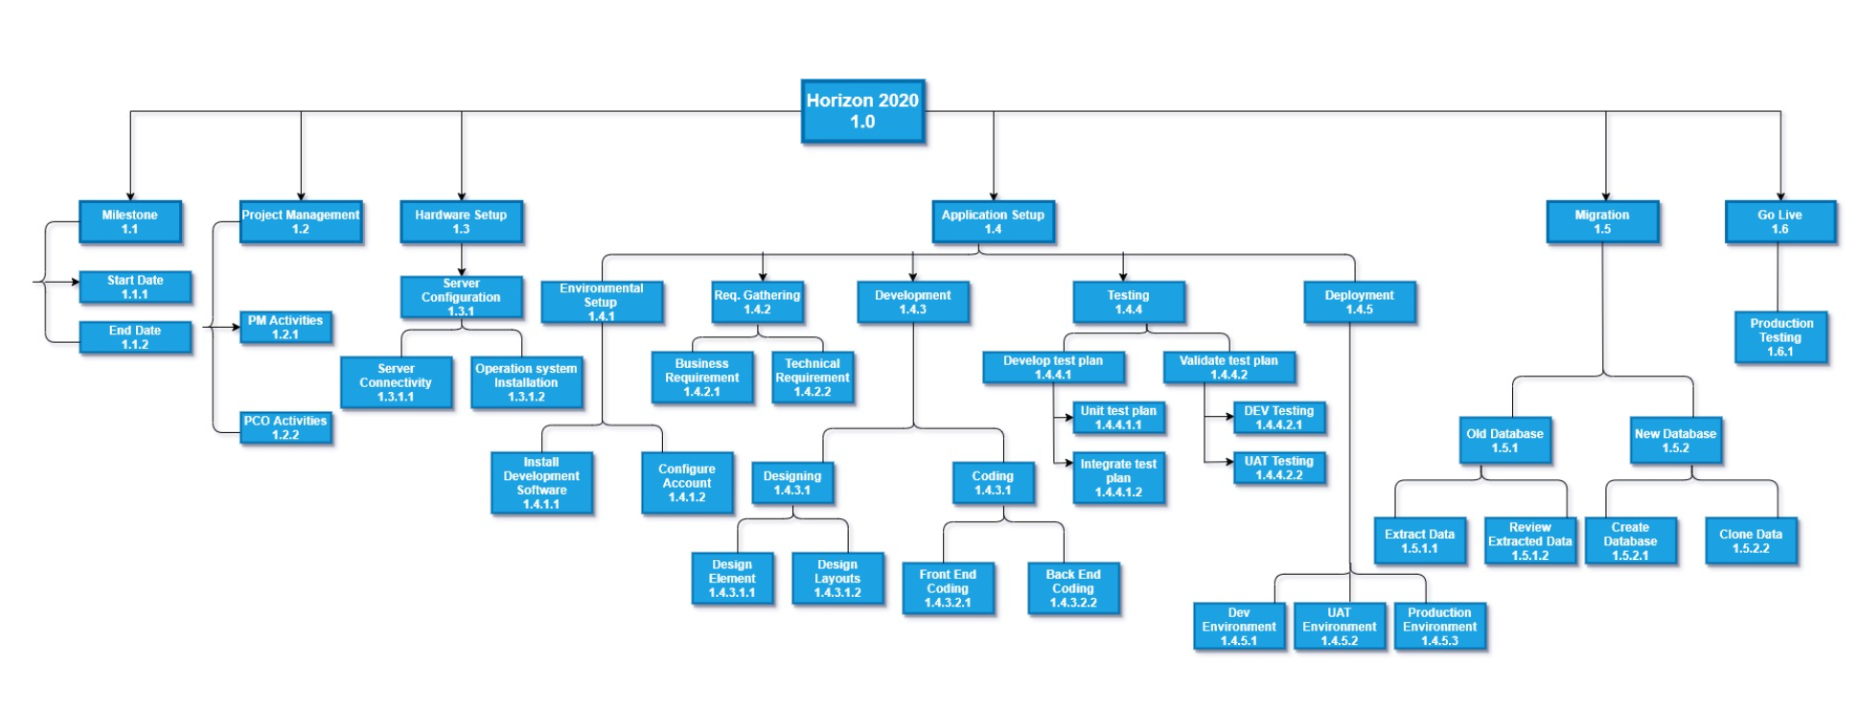 Horizon 2020
1.0
Milestone
1.1
Project Management
1.2
Hardware Setup
1.3
Application Setup
1.4
Migration
1.5
Go Live
1.6
Start Date
1.1.1
End Date
1.1.2
PM Activities
1.2.1
PCO Activities
1.2.2
Server
Configuration
1.3.1
Server
Connectivity
1.3.1.1
Operation system
Installation
1.3.1.2
Environmental
Setup
1.4.1
Install
Development
Software
1.4.1.1
Configure
Account
1.4.1.2
Req. Gathering
1.4.2
Business
Requirement
1.4.2.1
Technical
Requirement
1.4.2.2
Development
1.4.3
Designing
1.4.3.1
Design
Element
1.4.3.1.1
Design
Layouts
1.4.3.1.2
Coding
1.4.3.1
Front End
Coding
1.4.3.2.1
Back End
Coding
1.4.3.2.2
Testing
1.4.4
Develop test plan
1.4.4.1
Unit test plan
1.4.4.1.1
Integrate test
plan
1.4.4.1.2
Validate test plan
1.4.4.2
DEV Testing
1.4.4.2.1
UAT Testing
1.4.4.2.2
Deployment
1.4.5
Dev
Environment
1.4.5.1
UAT
Environment
1.4.5.2
Production
Environment
1.4.5.3
Old Database
1.5.1
Extract Data
1.5.1.1
Review
Extracted Data
1.5.1.2
New Database
1.5.2
Create
Database
1.5.2.1
Clone Data
1.5.2.2
Production
Testing
1.6.1